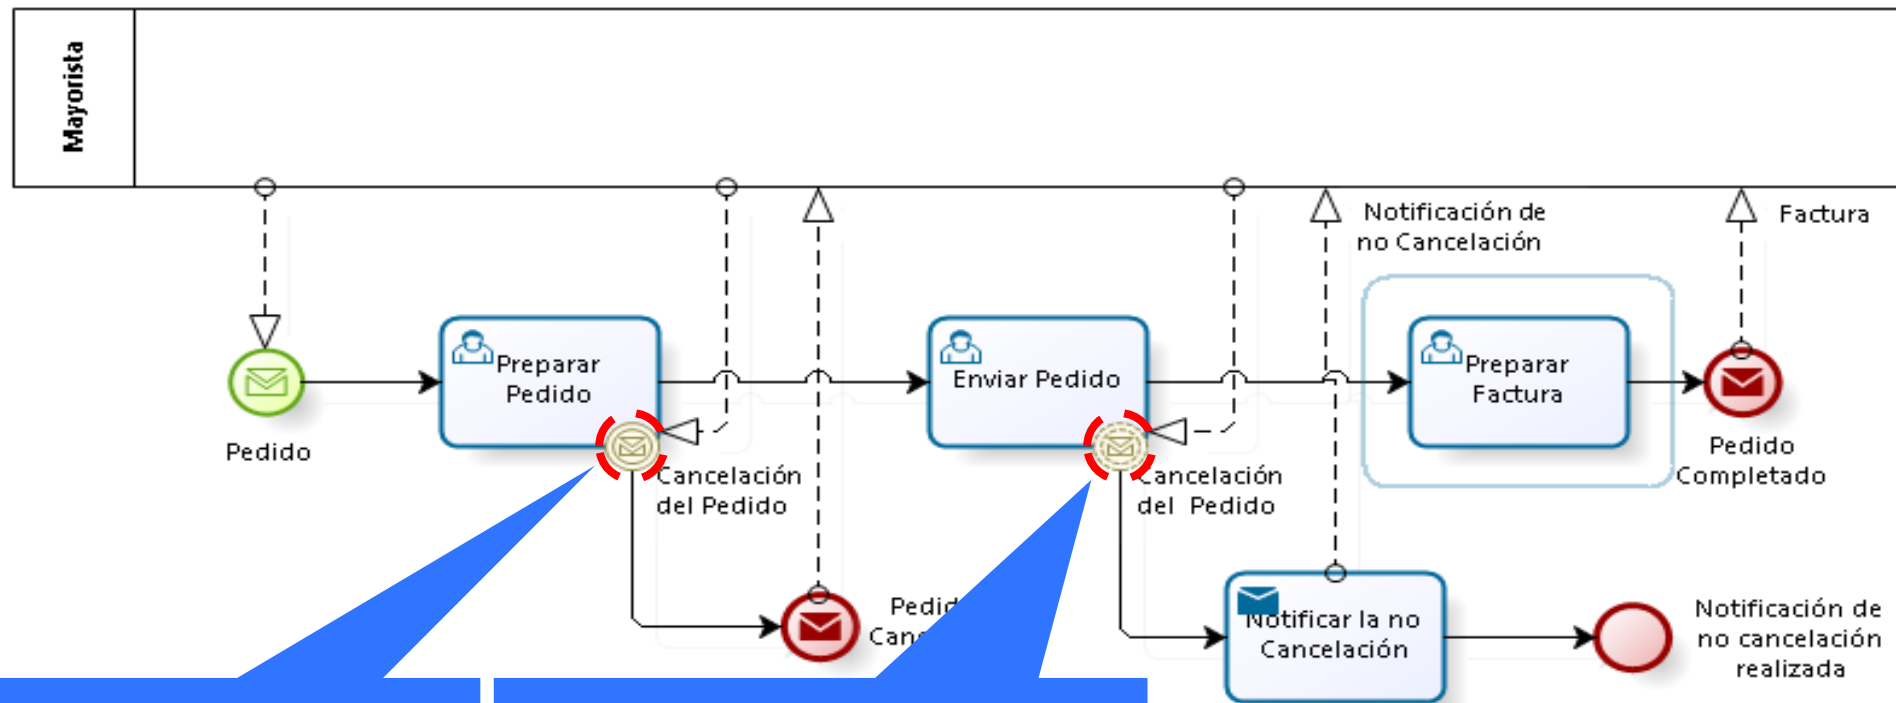 Mayorista
Notificación de
no Cancelación
Factura
Preparar
Pedido
Enviar Pedido
Preparar
Factura
Pedido
Cancelación
del Pedido
Cancelación
del Pedido
Pedido
Completado
Notificar la no
Cancelación
Notificación de
no cancelación
realizada